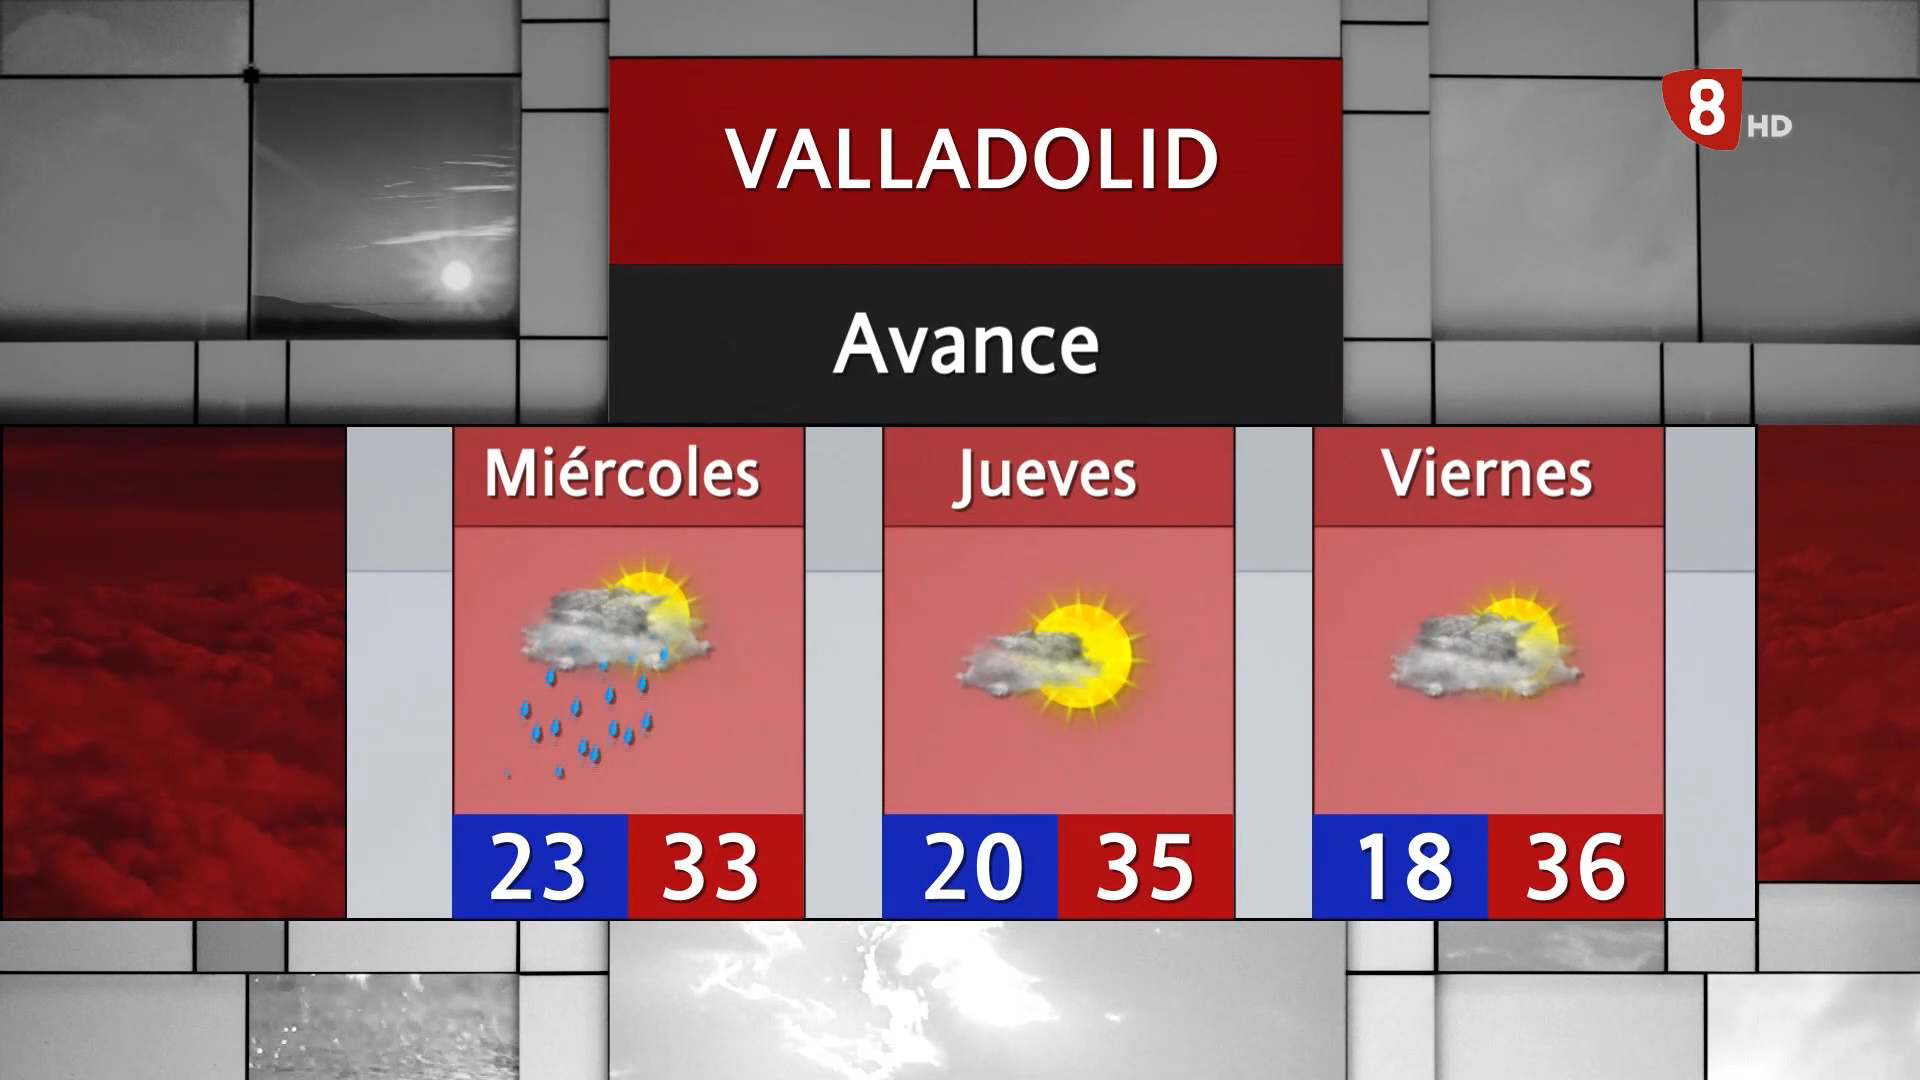 8 HD
VALLADOLID
Avance
Miércoles
Jueves
Viernes
23 33
20 35
18 36